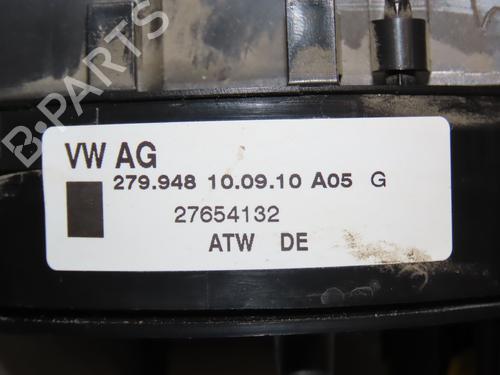 B-PARTS
VW AG
279.948 10.09.10 A05 G
27654132
ATW DE